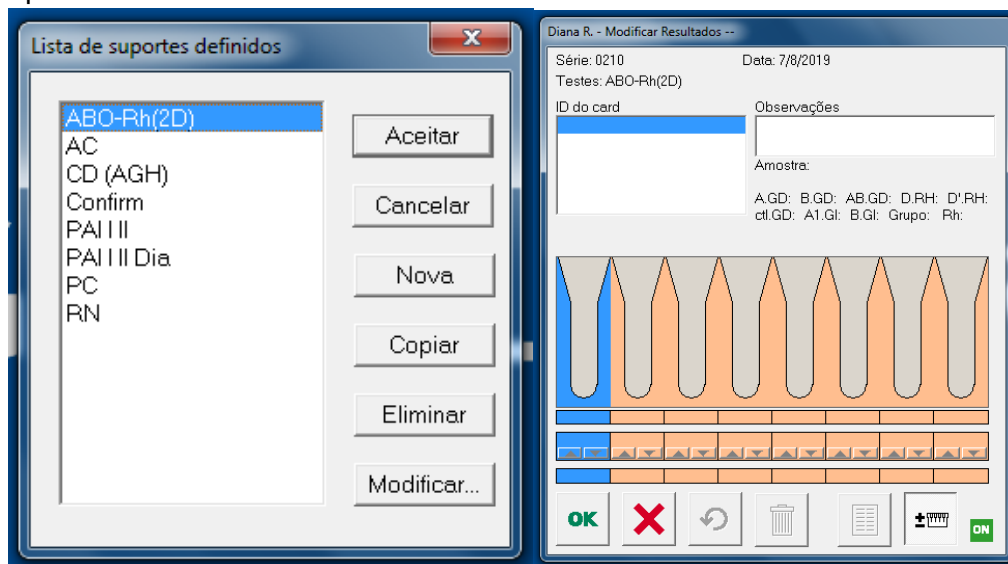 Lista de suportes definidos
ABO-Rh(2D)
AC
CD (AGH)
Confirm
PAI I II
PAI I II Dia
PC
RN
Aceitar
Cancelar
Nova
Copiar
Eliminar
Modificar...
Diana R. - Modificar Resultados --
Série: 0210 Data: 7/8/2019
Testes: ABO-Rh(2D)
ID do card Observações
Amostra:
A.GD: B.GD: AB.GD: D.RH: D'.RH:
ctl.GD: A1.GI: B.GI: Grupo: Rh:
OK
±
ON